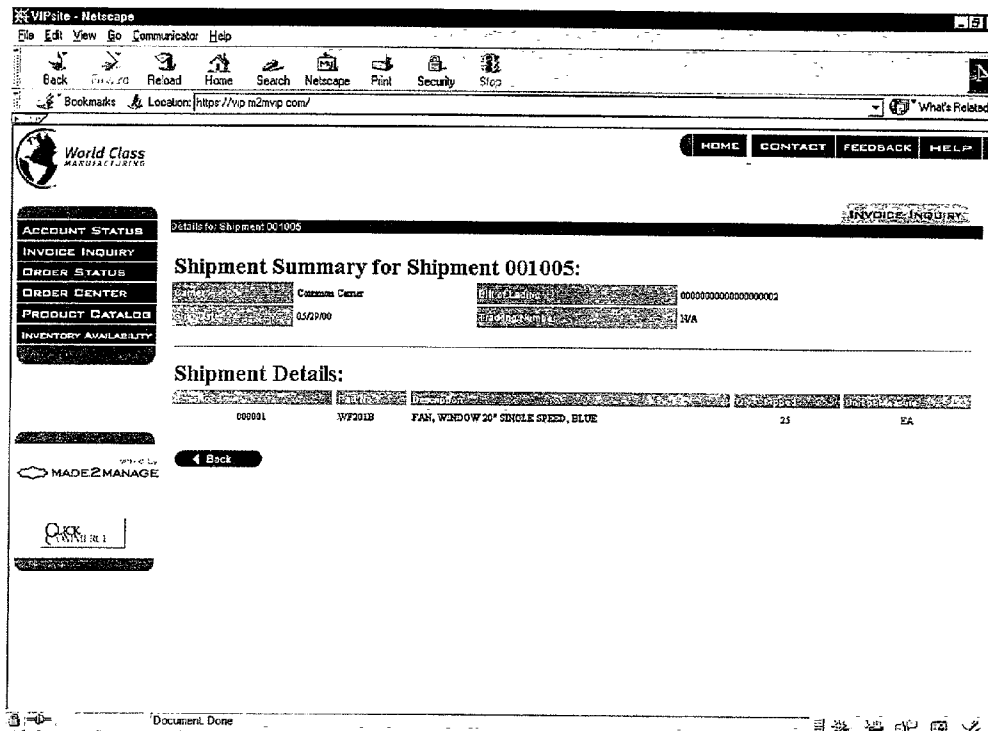 VIPsite - Netscape
File Edit View Go Communicator Help
Back Forward Reload Home Search Netscape Print Security Stop
Bookmarks Location: https://vip.m2mvip.com/ What's Related
World Class
MANUFACTURING
HOME CONTACT FEEDBACK HELP
INVOICE INQUIRY
Details for Shipment 001005
ACCOUNT STATUS
INVOICE INQUIRY
ORDER STATUS
ORDER CENTER
PRODUCT CATALOG
INVENTORY AVAILABILITY
Shipment Summary for Shipment 001005:
Common Carrier
Bill of Lading 00000000000000000002
05/29/00
Tracking Number N/A
Shipment Details:
Description
000001 WF201B FAN, WINDOW 20" SINGLE SPEED, BLUE 25 EA
Back
MADE2MANAGE
Document: Done